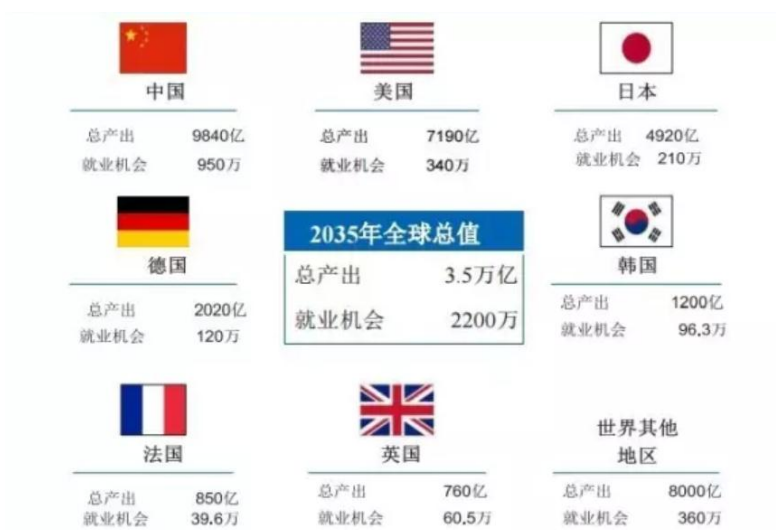 中国
总产出 9840亿
就业机会 950万
美国
总产出 7190亿
就业机会 340万
日本
总产出 4920亿
就业机会 210万
德国
总产出 2020亿
就业机会 120万
2035年全球总值
总产出 3.5万亿
就业机会 2200万
韩国
总产出 1200亿
就业机会 96.3万
法国
总产出 850亿
就业机会 39.6万
英国
总产出 760亿
就业机会 60.5万
世界其他
地区
总产出 8000亿
就业机会 360万